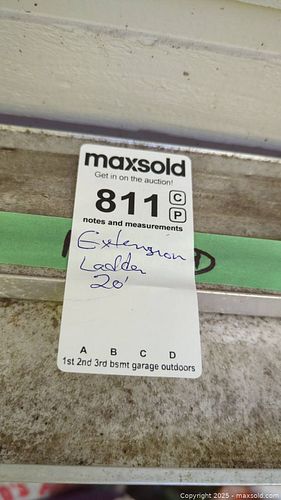 maxsold
Get in on the auction!
811 C
P
notes and measurements
Extension
Ladder
20'
A B C D
1st 2nd 3rd bsmt garage outdoors
Copyright © 2025 - maxsold.com